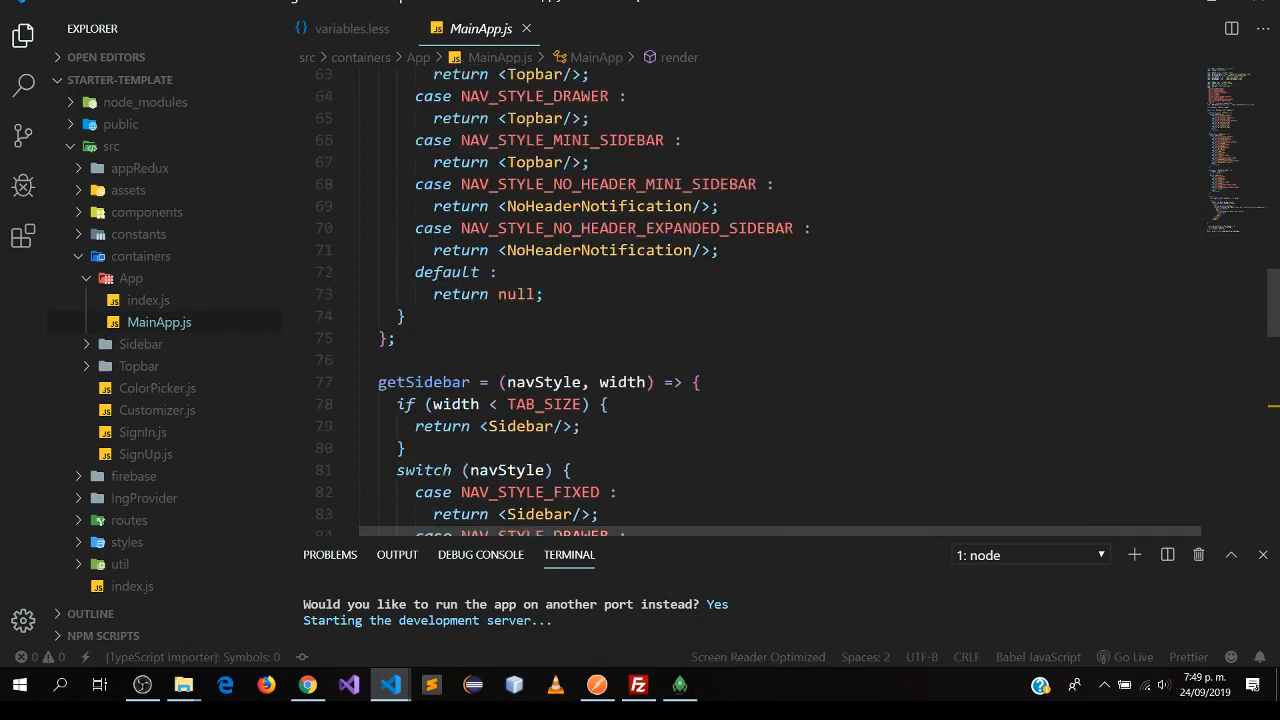 EXPLORER
OPEN EDITORS
STARTER-TEMPLATE
node_modules
public
src
appRedux
assets
components
constants
containers
App
index.js
MainApp.js
Sidebar
Topbar
ColorPicker.js
Customizer.js
SignIn.js
SignUp.js
firebase
lngProvider
routes
styles
util
index.js
OUTLINE
NPM SCRIPTS
variables.less
MainApp.js
src > containers > App > MainApp.js > MainApp > render
63 return <Topbar/>;
64 case NAV_STYLE_DRAWER :
65 return <Topbar/>;
66 case NAV_STYLE_MINI_SIDEBAR :
67 return <Topbar/>;
68 case NAV_STYLE_NO_HEADER_MINI_SIDEBAR :
69 return <NoHeaderNotification/>;
70 case NAV_STYLE_NO_HEADER_EXPANDED_SIDEBAR :
71 return <NoHeaderNotification/>;
72 default :
73 return null;
74 }
75 };
76
77 getSidebar = (navStyle, width) => {
78 if (width < TAB_SIZE) {
79 return <Sidebar/>;
80 }
81 switch (navStyle) {
82 case NAV_STYLE_FIXED :
83 return <Sidebar/>;
84 case NAV_STYLE_DRAWER :
PROBLEMS OUTPUT DEBUG CONSOLE TERMINAL 1: node
Would you like to run the app on another port instead? Yes
Starting the development server...
0 0 [TypeScript Importer]: Symbols: 0 Screen Reader Optimized Spaces: 2 UTF-8 CRLF Babel JavaScript Go Live Prettier
7:49 p. m.
24/09/2019